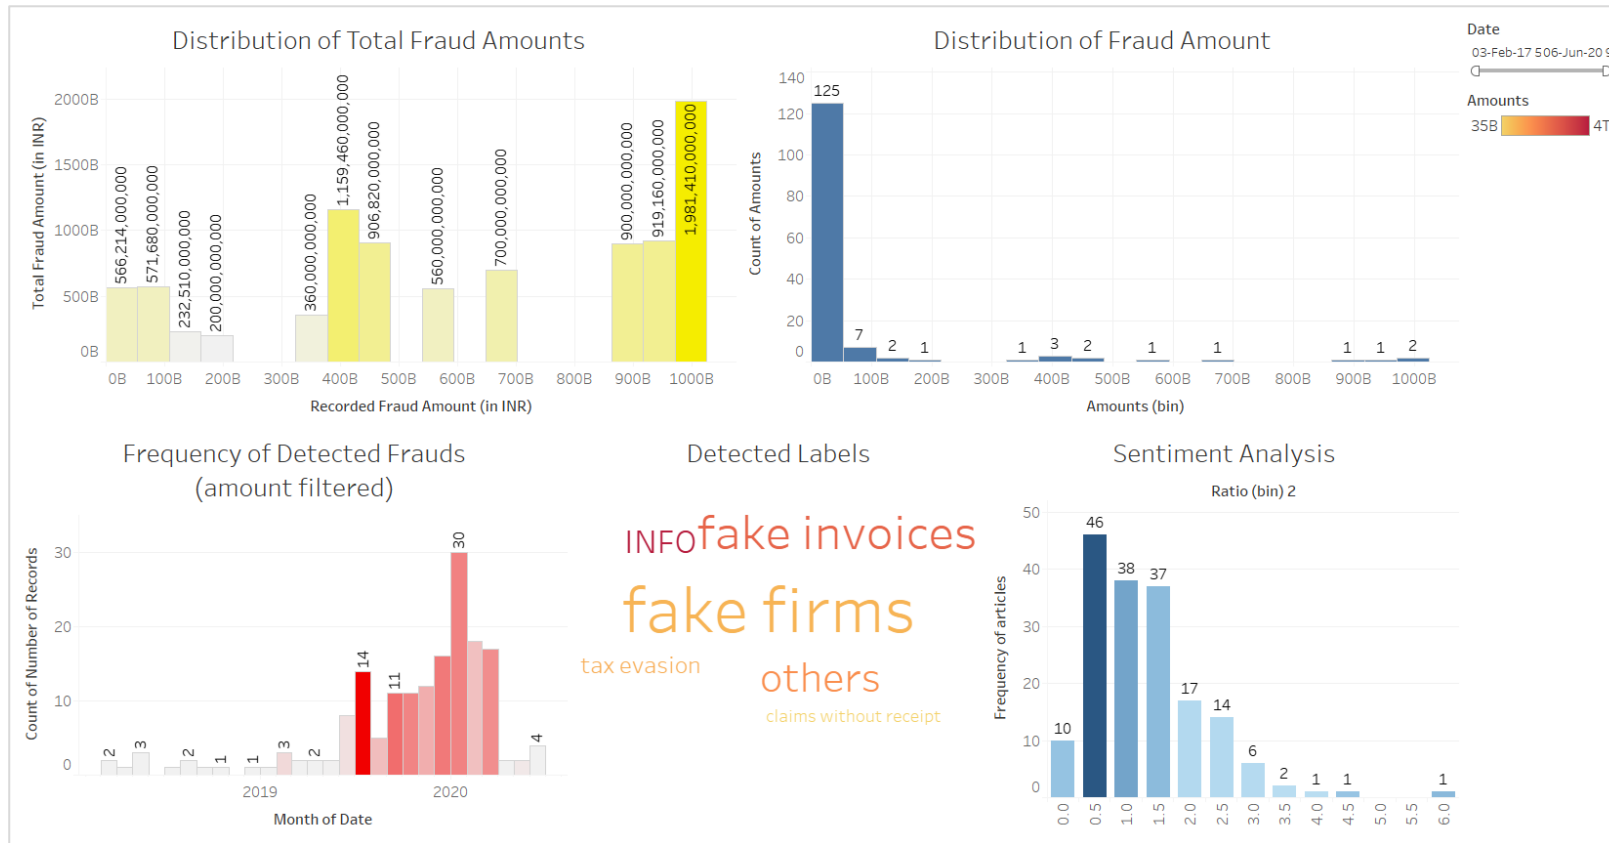 Distribution of Total Fraud Amounts
Total Fraud Amount (in INR)
2000B
1500B
1000B
500B
0B
566,214,000,000
571,680,000,000
232,510,000,000
200,000,000,000
360,000,000,000
1,159,460,000,000
906,820,000,000
560,000,000,000
700,000,000,000
900,000,000,000
919,160,000,000
1,981,410,000,000
0B 100B 200B 300B 400B 500B 600B 700B 800B 900B 1000B
Recorded Fraud Amount (in INR)
Distribution of Fraud Amount
Count of Amounts
140
120
100
80
60
40
20
0
125 7 2 1 1 3 2 1 1 1 1 2
0B 100B 200B 300B 400B 500B 600B 700B 800B 900B 1000B
Amounts (bin)
Date
03-Feb-17 5 06-Jun-20 9
Amounts
35B 4T
Frequency of Detected Frauds
(amount filtered)
Count of Number of Records
30
20
10
0
2 3 2 1 1 3 2 14 11 30 4
2019 2020
Month of Date
Detected Labels
INFO fake invoices
fake firms
tax evasion
others
claims without receipt
Sentiment Analysis
Ratio (bin) 2
Frequency of articles
50
40
30
20
10
0
10 46 38 37 17 14 6 2 1 1 1
0.0 0.5 1.0 1.5 2.0 2.5 3.0 3.5 4.0 4.5 5.0 5.5 6.0